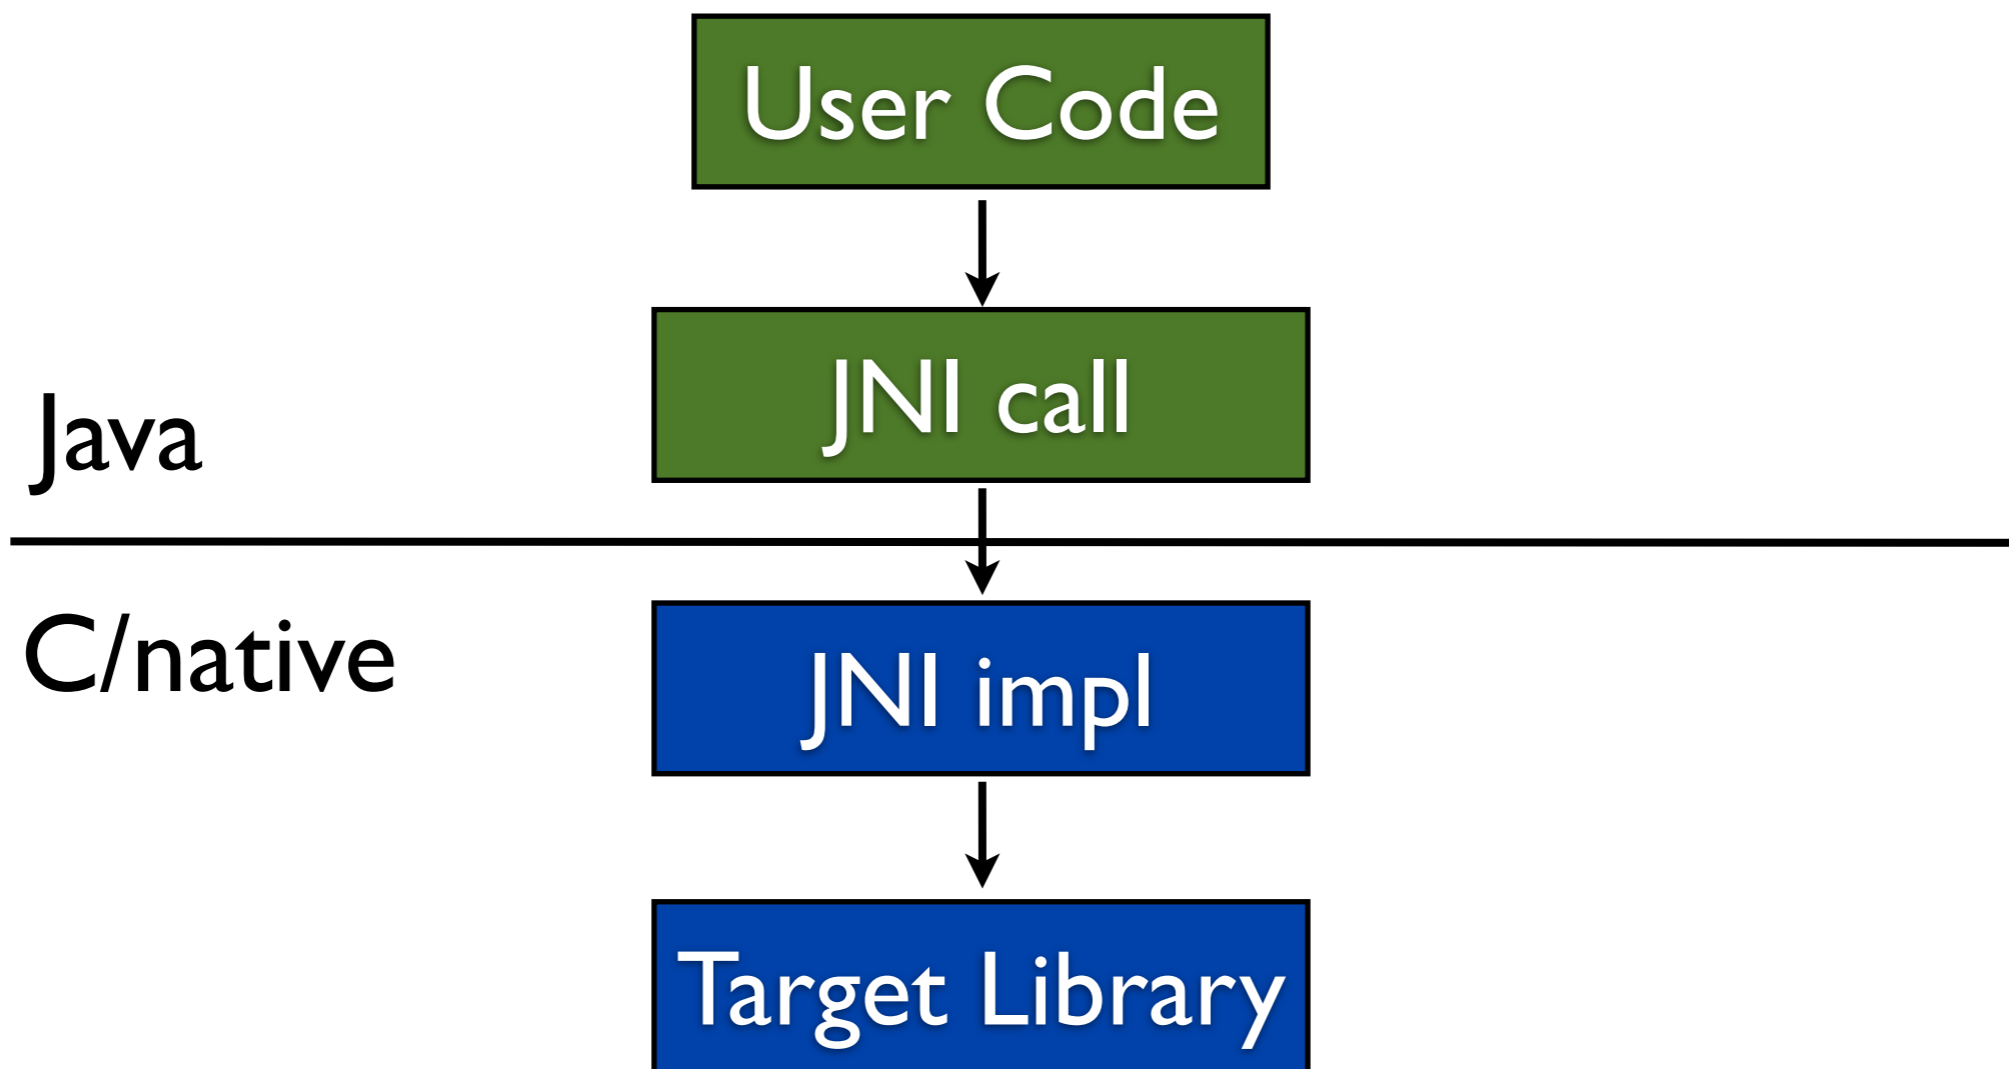 User Code
JNI call
Java
C/native
JNI impl
Target Library